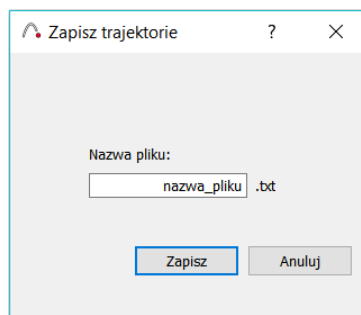 Zapisz trajektorie ?
Nazwa pliku:
nazwa_pliku .txt
Zapisz Anuluj